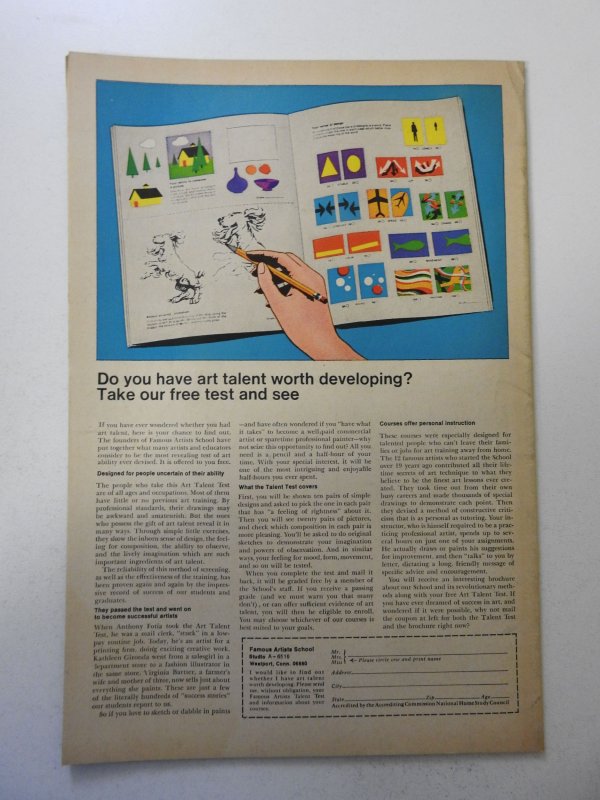 Do you have art talent worth developing?
Take our free test and see
If you have ever wondered whether you had
art talent, here is your chance to find out.
The founders of Famous Artists School have
put together what many artists and educators
consider to be the most revealing test of art
ability ever devised. It is offered to you free.
Designed for people uncertain of their ability
The people who take this Art Talent Test
are of all ages and occupations. Most of them
have little or no previous art training. By
professional standards, their drawings may
be awkward and amateurish. But the ones
who possess the gift of art talent reveal it in
many ways. Through simple little exercises,
they show the inborn sense of design, the feel-
ing for composition, the ability to observe,
and the lively imagination which are such
important ingredients of art talent.
The reliability of this method of screening,
as well as the effectiveness of the training, has
been proven again and again by the impres-
sive record of success of our students and
graduates.
They passed the test and went on
to become successful artists
When Anthony Fotia took the Art Talent
Test, he was a mail clerk, "stuck" in a low-
pay routine job. Today, he's an artist for a
printing firm, doing exciting creative work.
Kathleen Gironda went from a salesgirl in a
department store to a fashion illustrator in
the same store. Virginia Bartter, a farmer's
wife and mother of three, now sells just about
everything she paints. These are just a few
of the literally hundreds of "success stories"
our students report to us.
So if you love to sketch or dabble in paints
—and have often wondered if you "have what
it takes" to become a well-paid commercial
artist or sparetime professional painter—why
not seize this opportunity to find out? All you
need is a pencil and a half-hour of your
time. With your special interest, it will be
one of the most intriguing and enjoyable
half-hours you ever spent.
What the Talent Test covers
First, you will be shown ten pairs of simple
designs and asked to pick the one in each pair
that has "a feeling of rightness" about it.
Then you will see twenty pairs of pictures,
and check which composition in each pair is
more pleasing. You'll be asked to do original
sketches to demonstrate your imagination
and powers of observation. And in similar
ways, your feeling for mood, form, movement,
and so on will be tested.
When you complete the test and mail it
back, it will be graded free by a member of
the School's staff. If you receive a passing
grade (and we must warn you that many
don't), or can offer sufficient evidence of art
talent, you will then be eligible to enroll.
You may choose whichever of our courses is
best suited to your goals.
Courses offer personal instruction
These courses were especially designed for
talented people who can't leave their fami-
lies or jobs for art training away from home.
The 12 famous artists who started the School
over 19 years ago contributed all their life-
time secrets of art technique to what they
believe to be the finest art lessons ever cre-
ated. They took time out from their own
busy careers and made thousands of special
drawings to demonstrate each point. Then
they devised a method of constructive criti-
cism that is as personal as tutoring. Your in-
structor, who is himself required to be a prac-
ticing professional artist, spends up to sev-
eral hours on just one of your assignments.
He actually draws or paints his suggestions
for improvement, and then "talks" to you by
letter, dictating a long, friendly message of
specific advice and encouragement.
You will receive an interesting brochure
about our School and its revolutionary meth-
ods along with your free Art Talent Test. If
you have ever dreamed of success in art, and
wondered if it were possible, why not mail
the coupon at left for both the Talent Test
and the brochure right now?
Famous Artists School
Studio A-6516
Westport, Conn. 06880
I would like to find out
whether I have art talent
worth developing. Please send
me, without obligation, your
Famous Artists Talent Test
and information about your
courses.
Mr.
Mrs.
Miss
Please circle one and print name
Address
City
State Zip Age
Accredited by the Accrediting Commission National Home Study Council